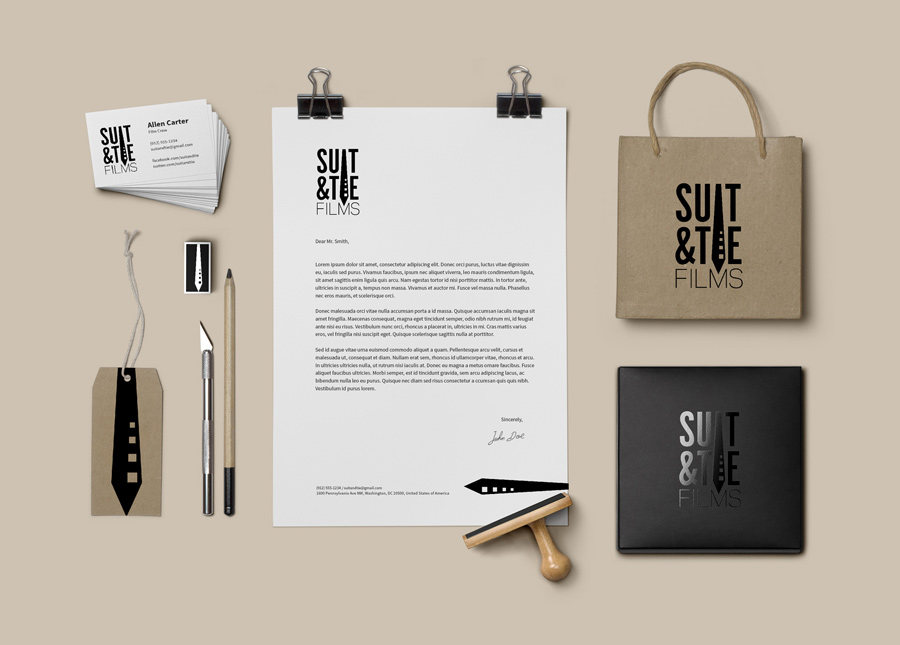 SUIT
&TIE
FILMS
Allen Carter
Film Crew
(912) 555-1234
suitandtie@gmail.com
facebook.com/suitandtie
SUIT
&TIE
FILMS
Dear Mr. Smith,
Lorem ipsum dolor sit amet, consectetur adipiscing elit. Donec orci purus, luctus vitae dignissim
eu, iaculis sed purus. Vivamus faucibus, ipsum nec aliquet viverra, leo mauris condimentum ligula,
sit amet varius enim quam quis arcu. Nam egestas tortor id nisi porttitor mattis. In tortor ante,
ultricies in suscipit a, tempus non massa. Vivamus et auctor mi. Fusce vel massa nulla. Phasellus
nec eros mauris, et scelerisque orci.
Donec malesuada orci vitae nulla accumsan porta a id massa. Quisque accumsan iaculis magna sit
amet fringilla. Maecenas consequat, magna eget tincidunt semper, odio nibh rutrum mi, id feugiat
ante nisi eu risus. Vestibulum nunc orci, rhoncus a placerat in, ultricies in mi. Cras mattis varius
eros, vel fringilla nisi suscipit eget. Quisque scelerisque sagittis nulla at porttitor.
Sed id augue vitae urna euismod commodo aliquet a quam. Pellentesque arcu velit, cursus et
malesuada ut, consequat et diam. Nullam erat sem, rhoncus id ullamcorper vitae, rhoncus et arcu.
In ultricies diam nulla, ut rutrum nisi iaculis at. Donec eu magna a metus ornare faucibus. Fusce
aliquet faucibus ultricies. Morbi semper, est id interdum gravida, sem arcu adipiscing lacus, ac
bibendum nulla leo eu purus. Quisque nec diam sed risus consectetur a ccumsan quis quis nibh.
Vestibulum id purus lorem.
Sincerely,
John Doe
(912) 555-1234 / suitandtie@gmail.com
1600 Pennsylvania Ave NW, Washington, DC 20500, United States of America
SUIT
&TIE
FILMS
SUIT
&TIE
FILMS